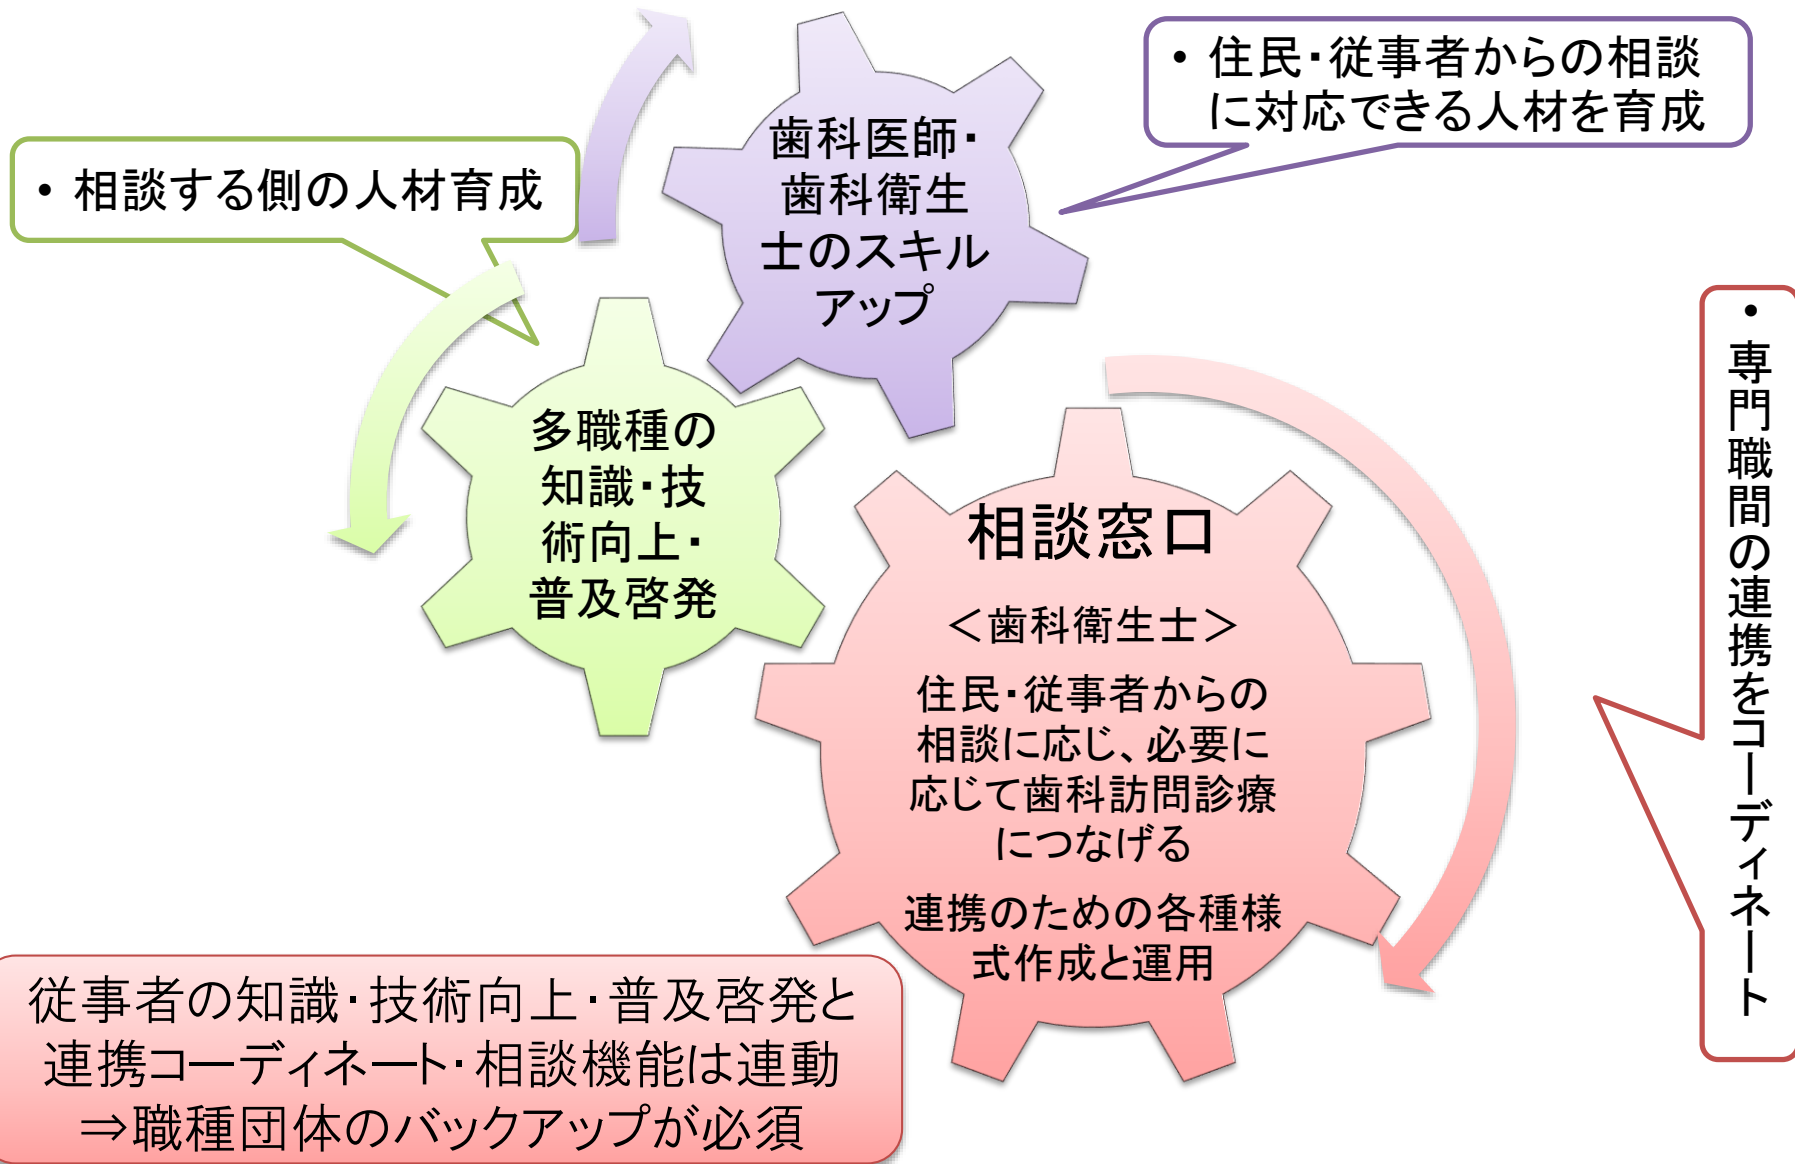 ・住民・従事者からの相談
に対応できる人材を育成
・相談する側の人材育成
歯科医師・
歯科衛生
士のスキル
アップ
多職種の
知識・技
術向上・
普及啓発
相談窓口
＜歯科衛生士＞
住民・従事者からの
相談に応じ、必要に
応じて歯科訪問診療
につなげる
連携のための各種様
式作成と運用
・専門職間の連携をコーディネート
従事者の知識・技術向上・普及啓発と
連携コーディネート・相談機能は連動
⇒職種団体のバックアップが必須